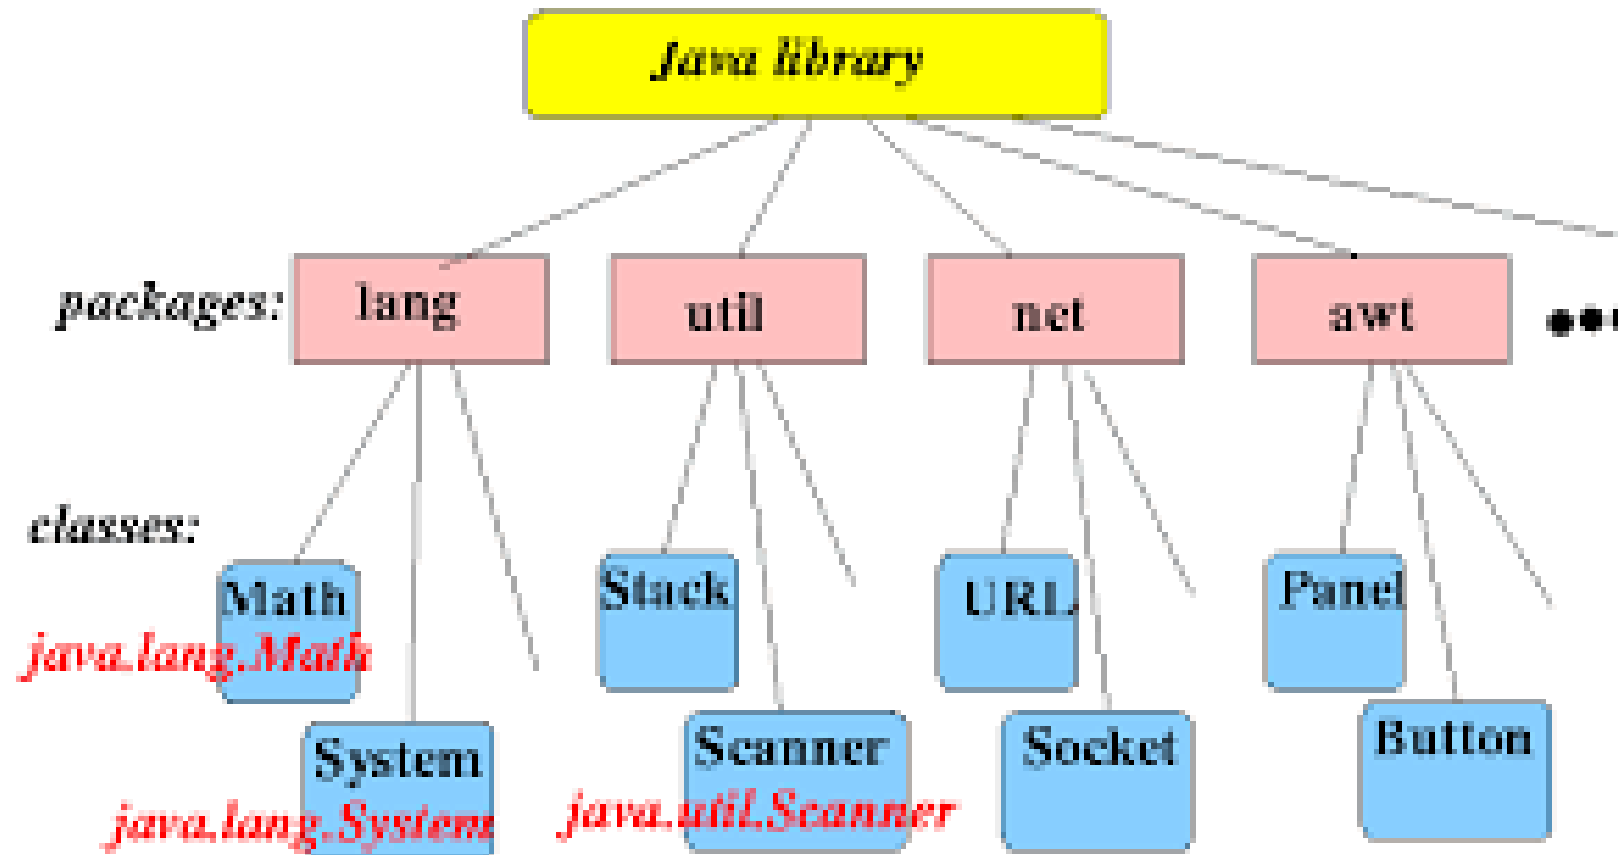 Java library
packages:
lang
util
net
awt
•••
classes:
Math
java.lang.Math
Stack
URL
Panel
System
java.lang.System
Scanner
java.util.Scanner
Socket
Button